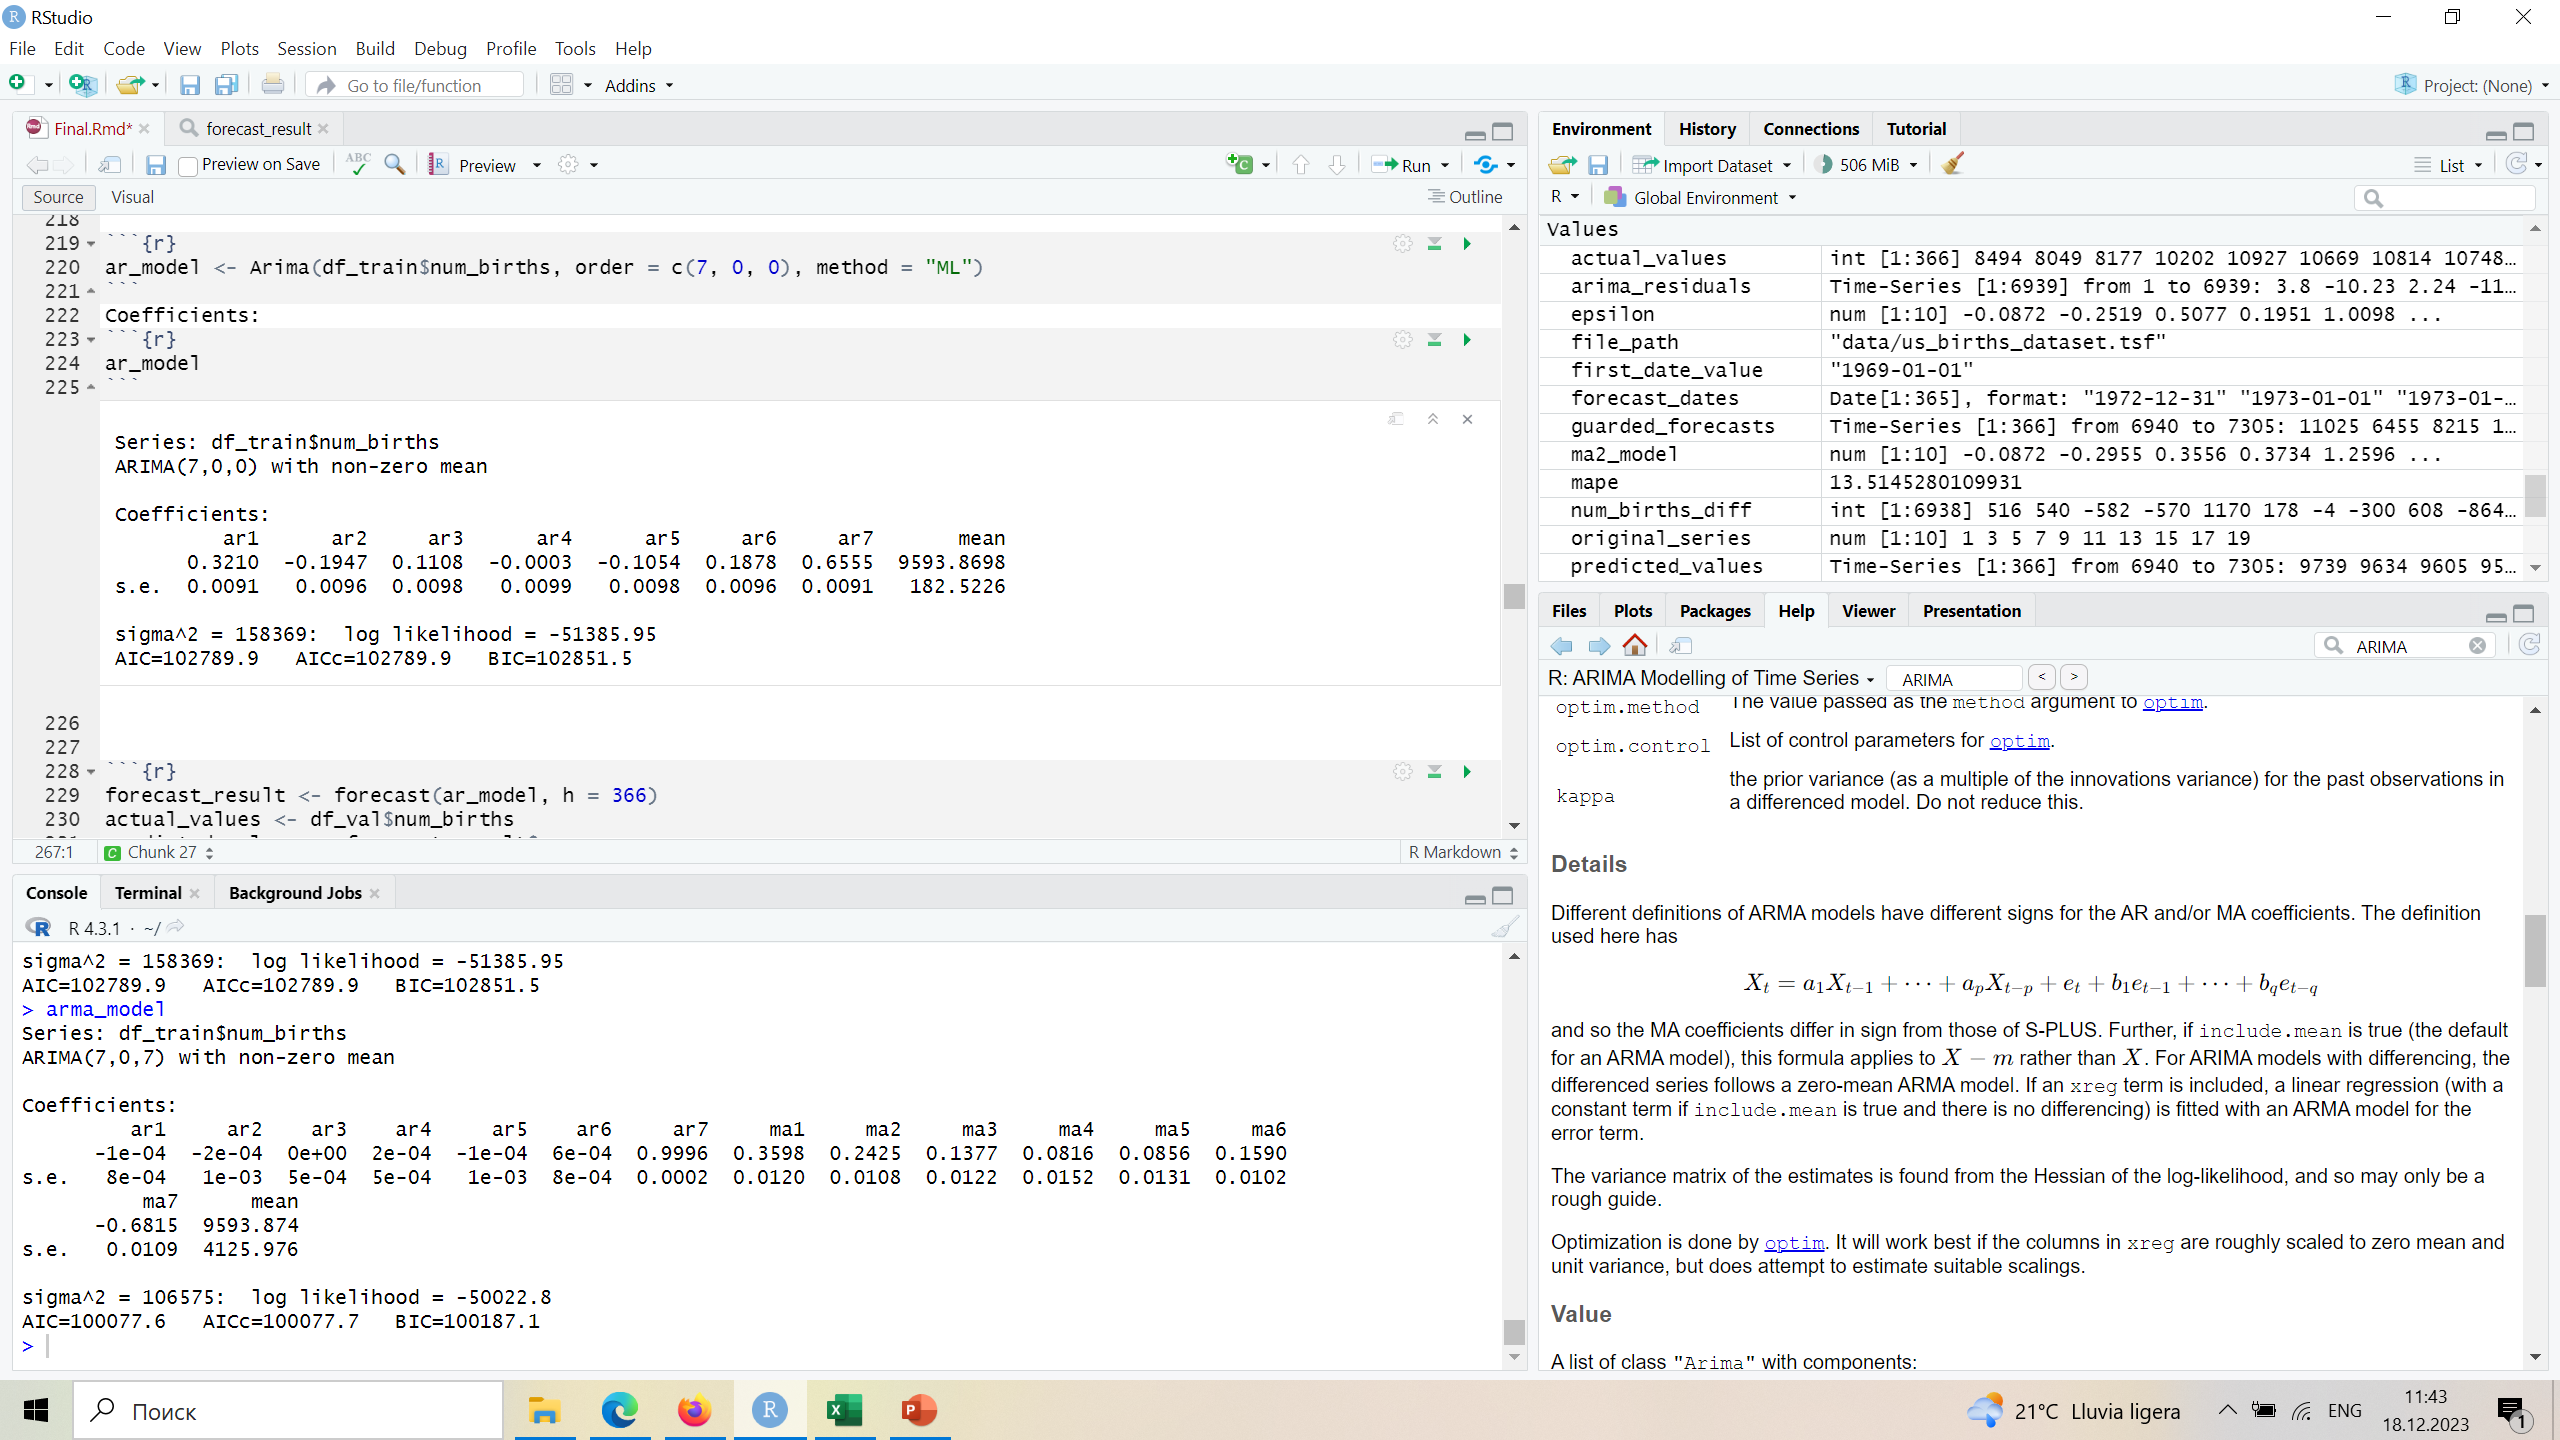 RStudio
File Edit Code View Plots Session Build Debug Profile Tools Help
Go to file/function Addins Project: (None)
Final.Rmd* forecast_result
Preview on Save ABC Preview Run
Source Visual Outline
218
219 ```{r}
220 ar_model <- Arima(df_train$num_births, order = c(7, 0, 0), method = "ML")
221 ```
222 Coefficients:
223 ```{r}
224 ar_model
225 ```
Series: df_train$num_births
ARIMA(7,0,0) with non-zero mean
Coefficients:
ar1 ar2 ar3 ar4 ar5 ar6 ar7 mean
0.3210 -0.1947 0.1108 -0.0003 -0.1054 0.1878 0.6555 9593.8698
s.e. 0.0091 0.0096 0.0098 0.0099 0.0098 0.0096 0.0091 182.5226
sigma^2 = 158369: log likelihood = -51385.95
AIC=102789.9 AICc=102789.9 BIC=102851.5
226
227
228 ```{r}
229 forecast_result <- forecast(ar_model, h = 366)
230 actual_values <- df_val$num_births
267:1 Chunk 27 R Markdown
Console Terminal Background Jobs
R 4.3.1 · ~/
sigma^2 = 158369: log likelihood = -51385.95
AIC=102789.9 AICc=102789.9 BIC=102851.5
> arma_model
Series: df_train$num_births
ARIMA(7,0,7) with non-zero mean
Coefficients:
ar1 ar2 ar3 ar4 ar5 ar6 ar7 ma1 ma2 ma3 ma4 ma5 ma6
-1e-04 -2e-04 0e+00 2e-04 -1e-04 6e-04 0.9996 0.3598 0.2425 0.1377 0.0816 0.0856 0.1590
s.e. 8e-04 1e-03 5e-04 5e-04 1e-03 8e-04 0.0002 0.0120 0.0108 0.0122 0.0152 0.0131 0.0102
ma7 mean
-0.6815 9593.874
s.e. 0.0109 4125.976
sigma^2 = 106575: log likelihood = -50022.8
AIC=100077.6 AICc=100077.7 BIC=100187.1
>
Environment History Connections Tutorial
Import Dataset 506 MiB List
R Global Environment
Values
actual_values int [1:366] 8494 8049 8177 10202 10927 10669 10814 10748…
arima_residuals Time-Series [1:6939] from 1 to 6939: 3.8 -10.23 2.24 -11…
epsilon num [1:10] -0.0872 -0.2519 0.5077 0.1951 1.0098 ...
file_path "data/us_births_dataset.tsf"
first_date_value "1969-01-01"
forecast_dates Date[1:365], format: "1972-12-31" "1973-01-01" "1973-01-…
guarded_forecasts Time-Series [1:366] from 6940 to 7305: 11025 6455 8215 1…
ma2_model num [1:10] -0.0872 -0.2955 0.3556 0.3734 1.2596 ...
mape 13.5145280109931
num_births_diff int [1:6938] 516 540 -582 -570 1170 178 -4 -300 608 -864…
original_series num [1:10] 1 3 5 7 9 11 13 15 17 19
predicted_values Time-Series [1:366] from 6940 to 7305: 9739 9634 9605 95…
Files Plots Packages Help Viewer Presentation
ARIMA
R: ARIMA Modelling of Time Series ARIMA < >
optim.method The value passed as the method argument to optim.
optim.control List of control parameters for optim.
kappa the prior variance (as a multiple of the innovations variance) for the past observations in
a differenced model. Do not reduce this.
Details
Different definitions of ARMA models have different signs for the AR and/or MA coefficients. The definition
used here has
X_t = a_1X_{t−1} + ⋯ + a_pX_{t−p} + e_t + b_1e_{t−1} + ⋯ + b_qe_{t−q}
and so the MA coefficients differ in sign from those of S-PLUS. Further, if include.mean is true (the default
for an ARMA model), this formula applies to X − m rather than X. For ARIMA models with differencing, the
differenced series follows a zero-mean ARMA model. If an xreg term is included, a linear regression (with a
constant term if include.mean is true and there is no differencing) is fitted with an ARMA model for the
error term.
The variance matrix of the estimates is found from the Hessian of the log-likelihood, and so may only be a
rough guide.
Optimization is done by optim. It will work best if the columns in xreg are roughly scaled to zero mean and
unit variance, but does attempt to estimate suitable scalings.
Value
A list of class "Arima" with components:
Поиск
21°C Lluvia ligera ENG
11:43
18.12.2023
1